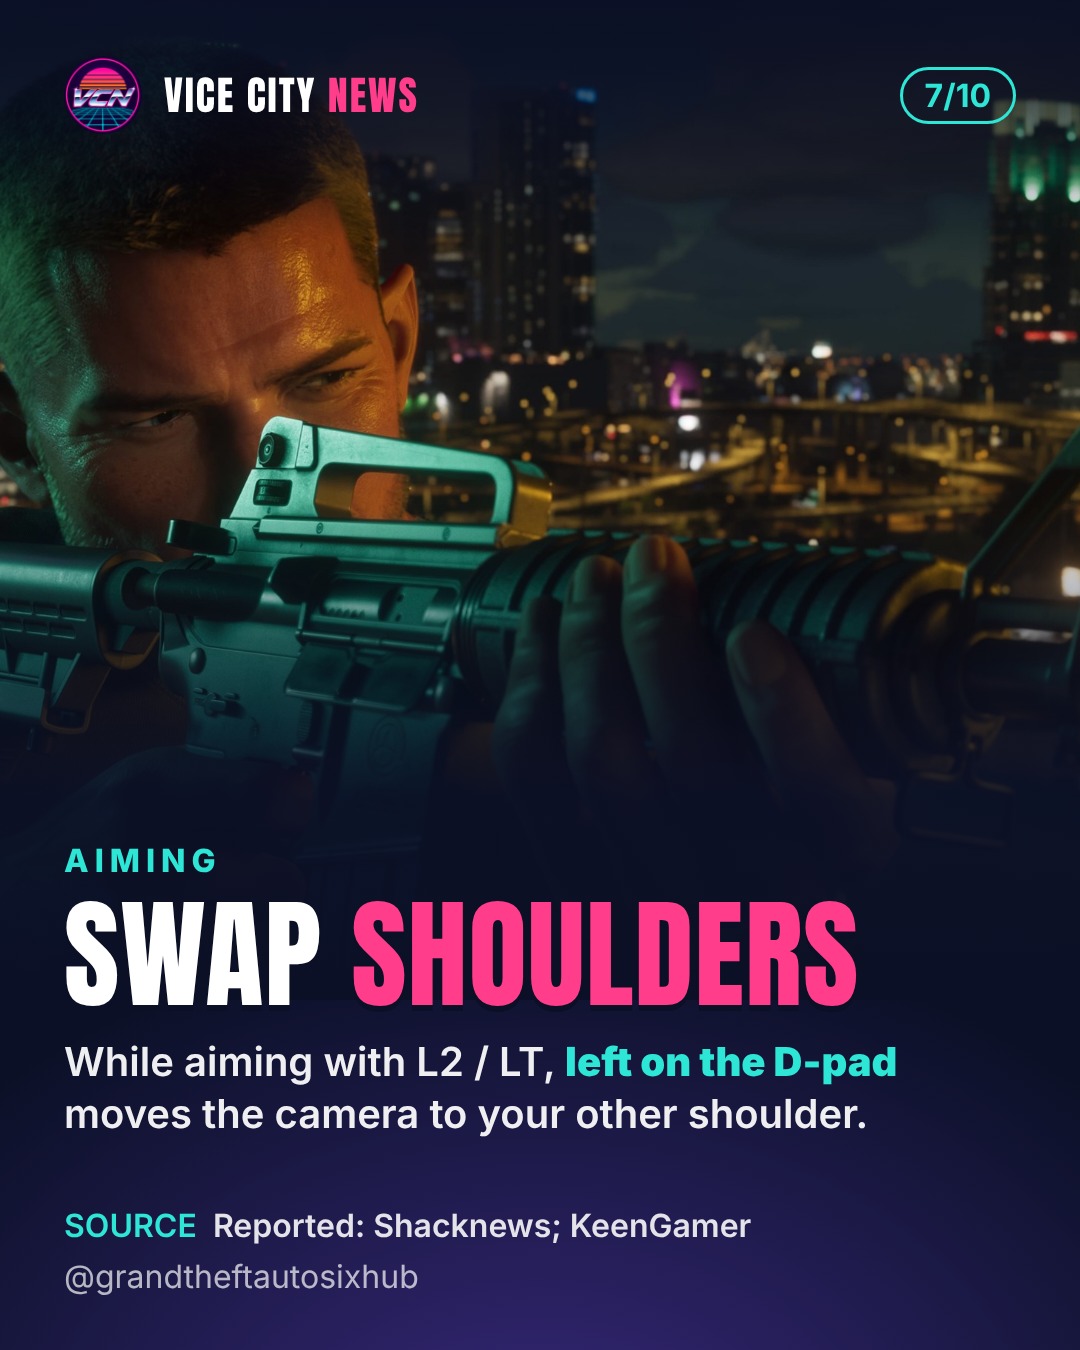 VCN
VICE CITY NEWS
7/10
AIMING
SWAP SHOULDERS
While aiming with L2 / LT, left on the D-pad
moves the camera to your other shoulder.
SOURCE Reported: Shacknews; KeenGamer
@grandtheftautosixhub